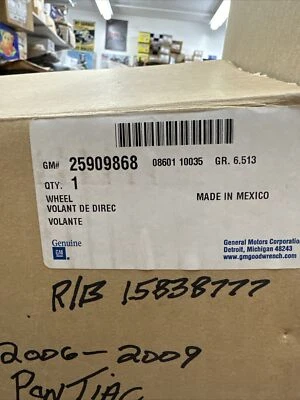 GM# 25909868 08601 10035 GR. 6.513
QTY: 1
WHEEL
VOLANT DE DIREC
VOLANTE
MADE IN MEXICO
Genuine
GM
General Motors Corporation
Detroit, Michigan 48243
www.gmgoodwrench.com
R/B 15838777
2006-2009
PONTIAC